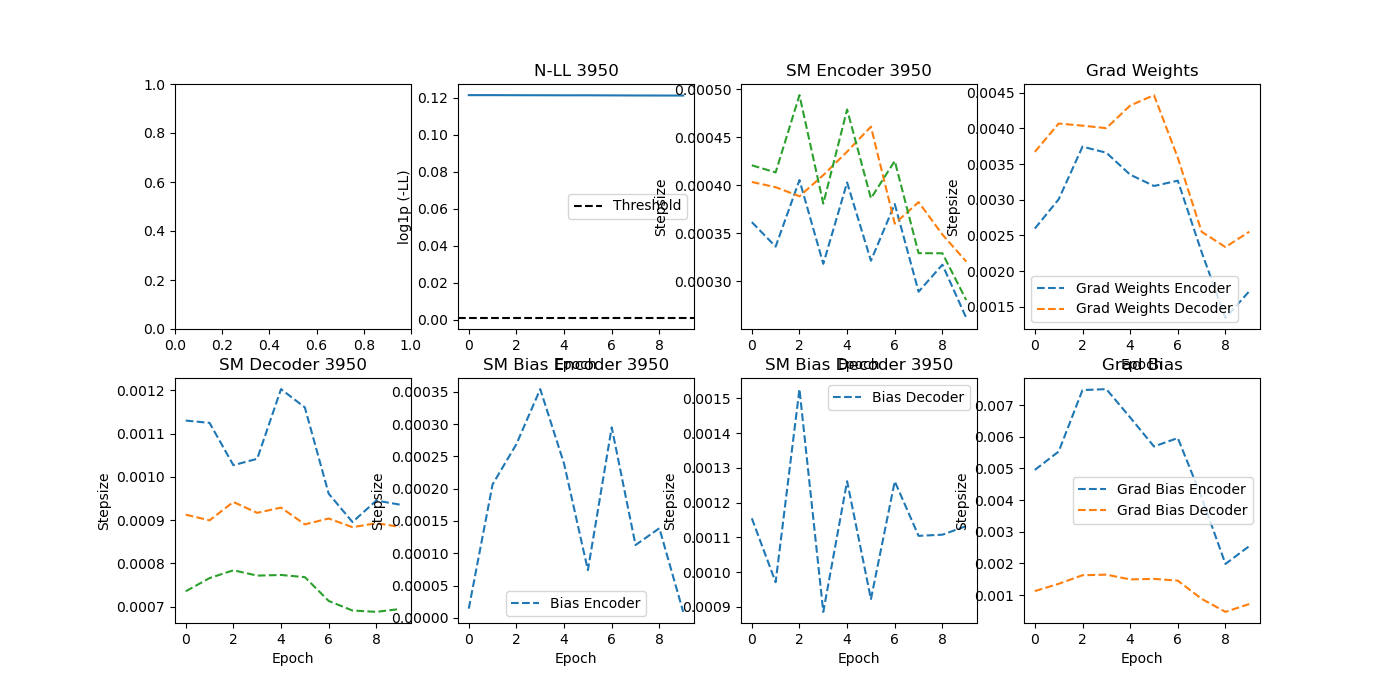 N-LL 3950
SM Encoder 3950
Grad Weights
1.0
0.8
0.6
0.4
0.2
0.0
0.0 0.2 0.4 0.6 0.8 1.0
log1p (-LL)
0.12
0.10
0.08
0.06
0.04
0.02
0.00
Threshold
0 2 4 6 8
Epoch
Stepsize
0.00050
0.00045
0.00040
0.00035
0.00030
0 2 4 6 8
Epoch
Stepsize
0.0045
0.0040
0.0035
0.0030
0.0025
0.0020
0.0015
Grad Weights Encoder
Grad Weights Decoder
0 2 4 6 8
Epoch
SM Decoder 3950
SM Bias Encoder 3950
SM Bias Decoder 3950
Grad Bias
Stepsize
0.0012
0.0011
0.0010
0.0009
0.0008
0.0007
0 2 4 6 8
Epoch
Stepsize
0.00035
0.00030
0.00025
0.00020
0.00015
0.00010
0.00005
0.00000
Bias Encoder
0 2 4 6 8
Epoch
Stepsize
0.0015
0.0014
0.0013
0.0012
0.0011
0.0010
0.0009
Bias Decoder
0 2 4 6 8
Epoch
Stepsize
0.007
0.006
0.005
0.004
0.003
0.002
0.001
Grad Bias Encoder
Grad Bias Decoder
0 2 4 6 8
Epoch